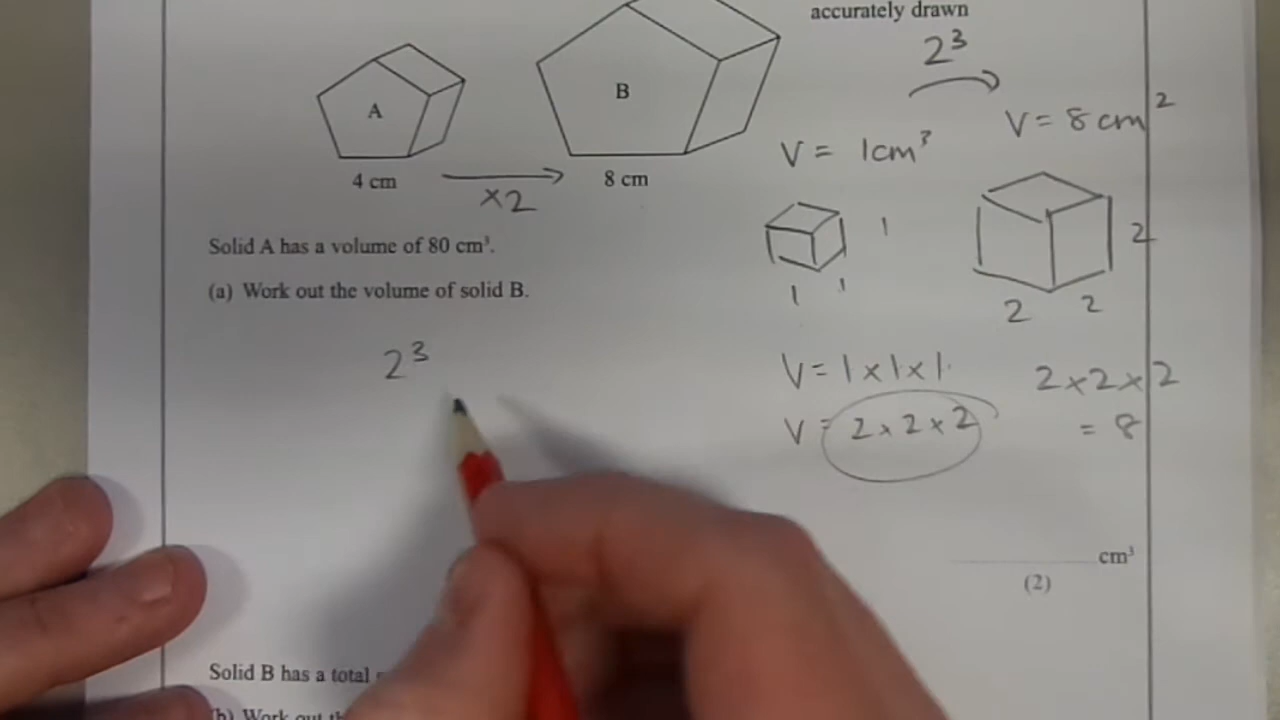 accurately drawn
2³
V = 8 cm²
A
B
V = 1cm³
4 cm
×2
8 cm
1
1
1
2
2
2
Solid A has a volume of 80 cm³.
(a) Work out the volume of solid B.
2³
V = 1 × 1 × 1
2 × 2 × 2
V = 2 × 2 × 2
= 8
cm³
(2)
Solid B has a total
(b) Work out